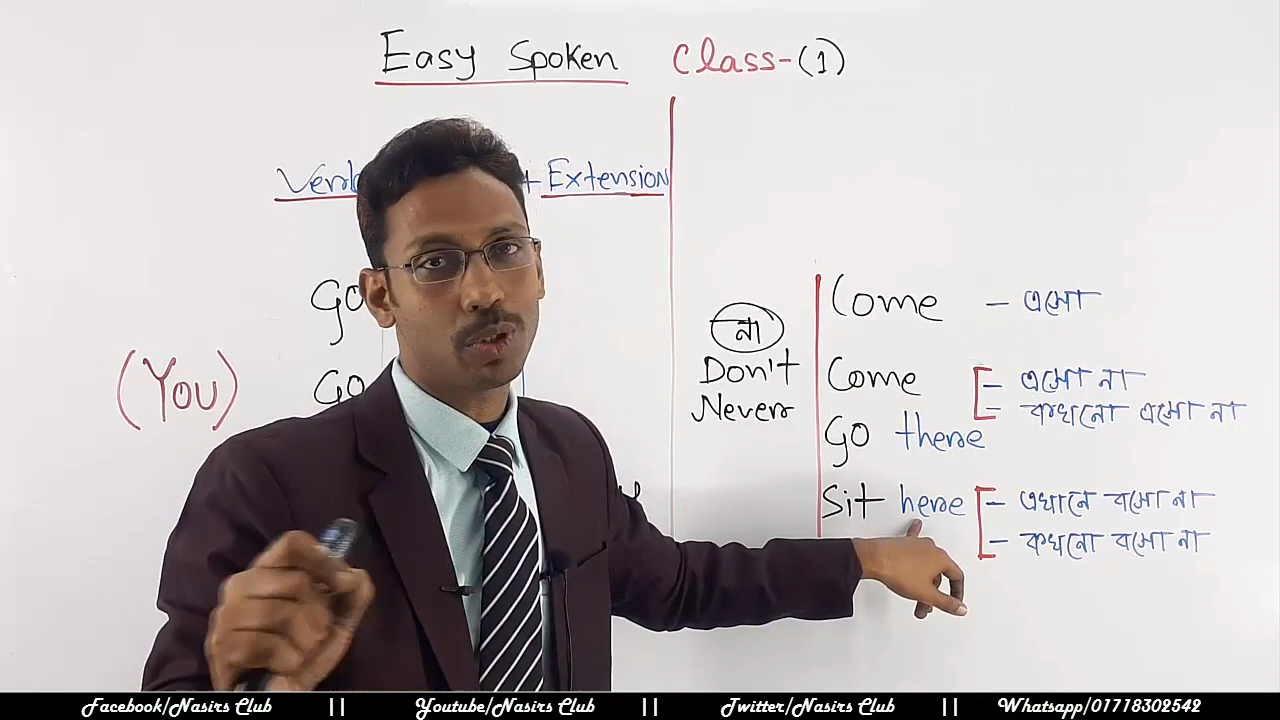 Easy Spoken Class-(1)
+ Extension
Go
(You)
Go
না
Don't
Never
Come - এসো
Come - এসো না
- কখনো এসো না
Go there
Sit here - এখানে বসো না
- কখনো বসো না
Facebook/Nasirs Club || Youtube/Nasirs Club || Twitter/Nasirs Club || Whatsapp/01718302542